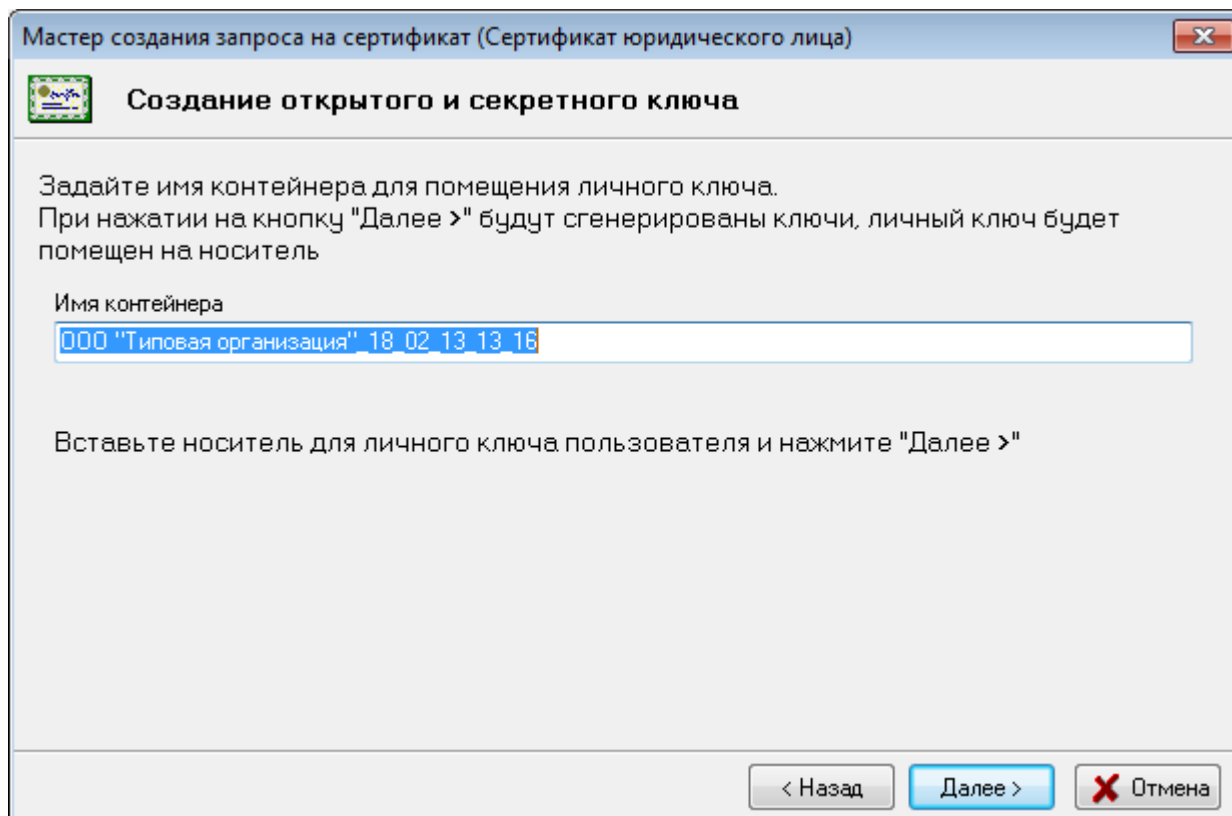 Мастер создания запроса на сертификат (Сертификат юридического лица)
Создание открытого и секретного ключа
Задайте имя контейнера для помещения личного ключа.
При нажатии на кнопку "Далее >" будут сгенерированы ключи, личный ключ будет
помещен на носитель
Имя контейнера
ООО "Типовая организация"_18_02_13_13_16
Вставьте носитель для личного ключа пользователя и нажмите "Далее >"
< Назад
Далее >
Отмена